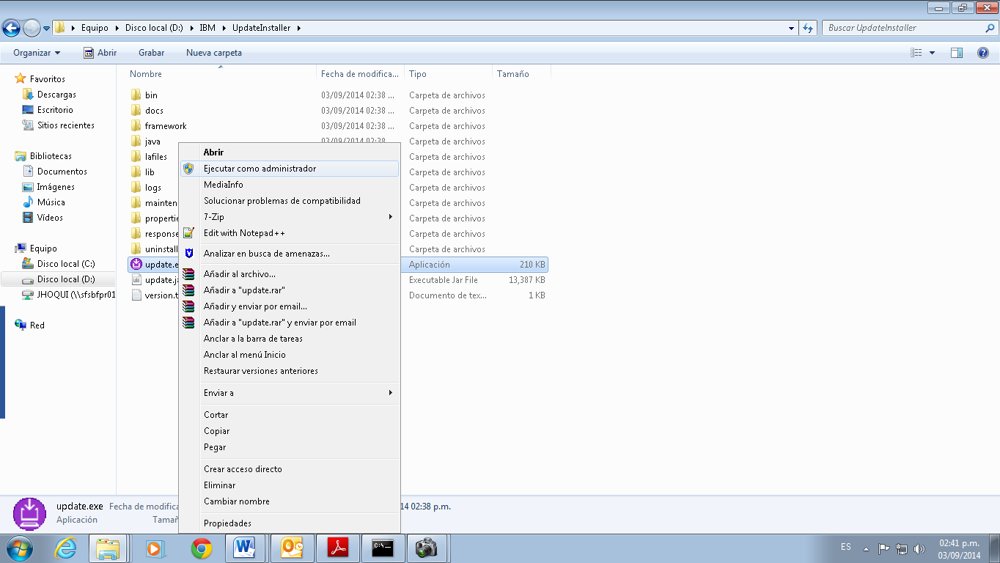 Equipo
Disco local (D:)
IBM
UpdateInstaller
Buscar UpdateInstaller
Organizar
Abrir
Grabar
Nueva carpeta
Nombre
Fecha de modifica...
Tipo
Tamaño
Favoritos
Descargas
Escritorio
Sitios recientes
Bibliotecas
Documentos
Imágenes
Música
Vídeos
Equipo
Disco local (C:)
Disco local (D:)
JHOQUI (\\sfsbfpr01
Red
bin 03/09/2014 02:38 ... Carpeta de archivos
docs 03/09/2014 02:38 ... Carpeta de archivos
framework 03/09/2014 02:38 ... Carpeta de archivos
java 03/09/2014 02:38 Carpeta de archivos
lafiles Carpeta de archivos
lib Carpeta de archivos
logs Carpeta de archivos
mainten Carpeta de archivos
propertie Carpeta de archivos
response Carpeta de archivos
uninstall Carpeta de archivos
update.e Aplicación 210 KB
update.ja Executable Jar File 13,387 KB
version.t Documento de tex... 1 KB
Abrir
Ejecutar como administrador
MediaInfo
Solucionar problemas de compatibilidad
7-Zip
Edit with Notepad++
Analizar en busca de amenazas...
Añadir al archivo...
Añadir a "update.rar"
Añadir y enviar por email...
Añadir a "update.rar" y enviar por email
Anclar a la barra de tareas
Anclar al menú Inicio
Restaurar versiones anteriores
Enviar a
Cortar
Copiar
Pegar
Crear acceso directo
Eliminar
Cambiar nombre
Propiedades
update.exe Fecha de modifica 14 02:38 p.m.
Aplicación Tamañ
ES
02:41 p.m.
03/09/2014